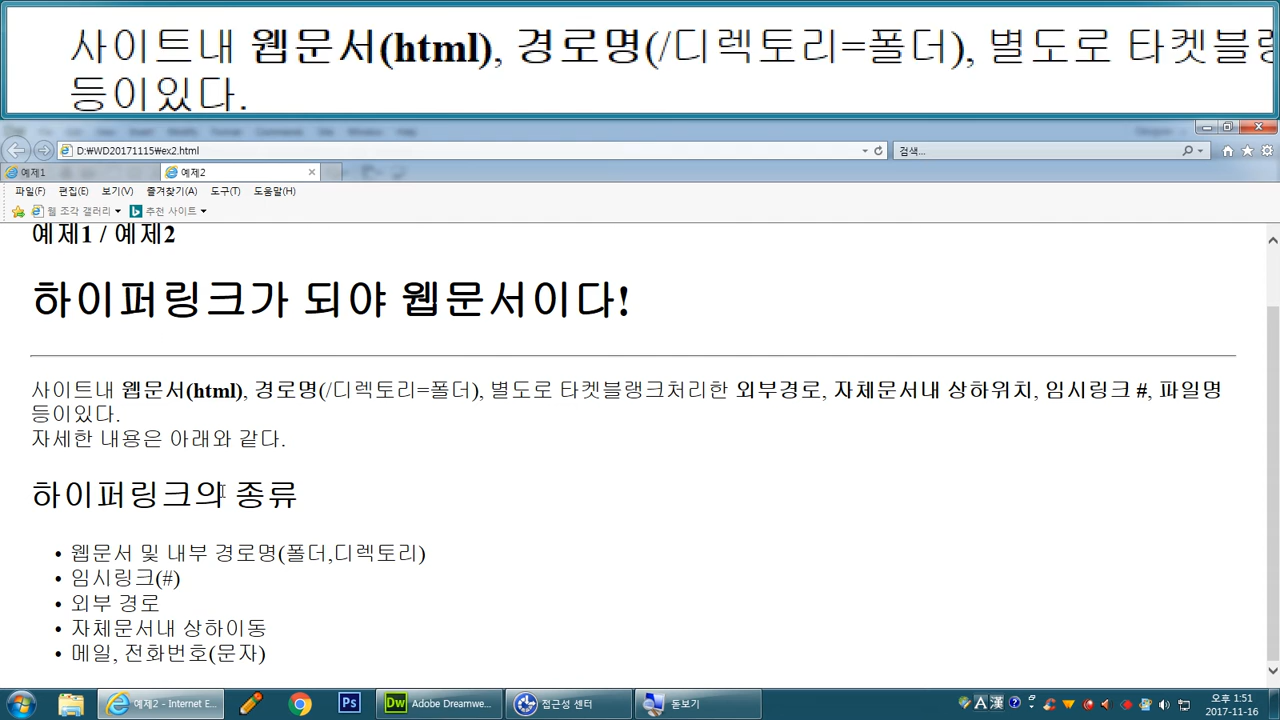 사이트내 웹문서(html), 경로명(/디렉토리=폴더), 별도로 타켓블랭
등이있다.
D:₩WD20171115₩ex2.html
검색...
예제1
예제2
파일(F) 편집(E) 보기(V) 즐겨찾기(A) 도구(T) 도움말(H)
웹 조각 갤러리 추천 사이트
예제1 / 예제2
하이퍼링크가 되야 웹문서이다!
사이트내 웹문서(html), 경로명(/디렉토리=폴더), 별도로 타켓블랭크처리한 외부경로, 자체문서내 상하위치, 임시링크 #, 파일명
등이있다.
자세한 내용은 아래와 같다.
하이퍼링크의 종류
• 웹문서 및 내부 경로명(폴더,디렉토리)
• 임시링크(#)
• 외부 경로
• 자체문서내 상하이동
• 메일, 전화번호(문자)
예제2 - Internet E...
Ps
Dw Adobe Dreamwe...
접근성 센터
돋보기
A 漢
오후 1:51
2017-11-16